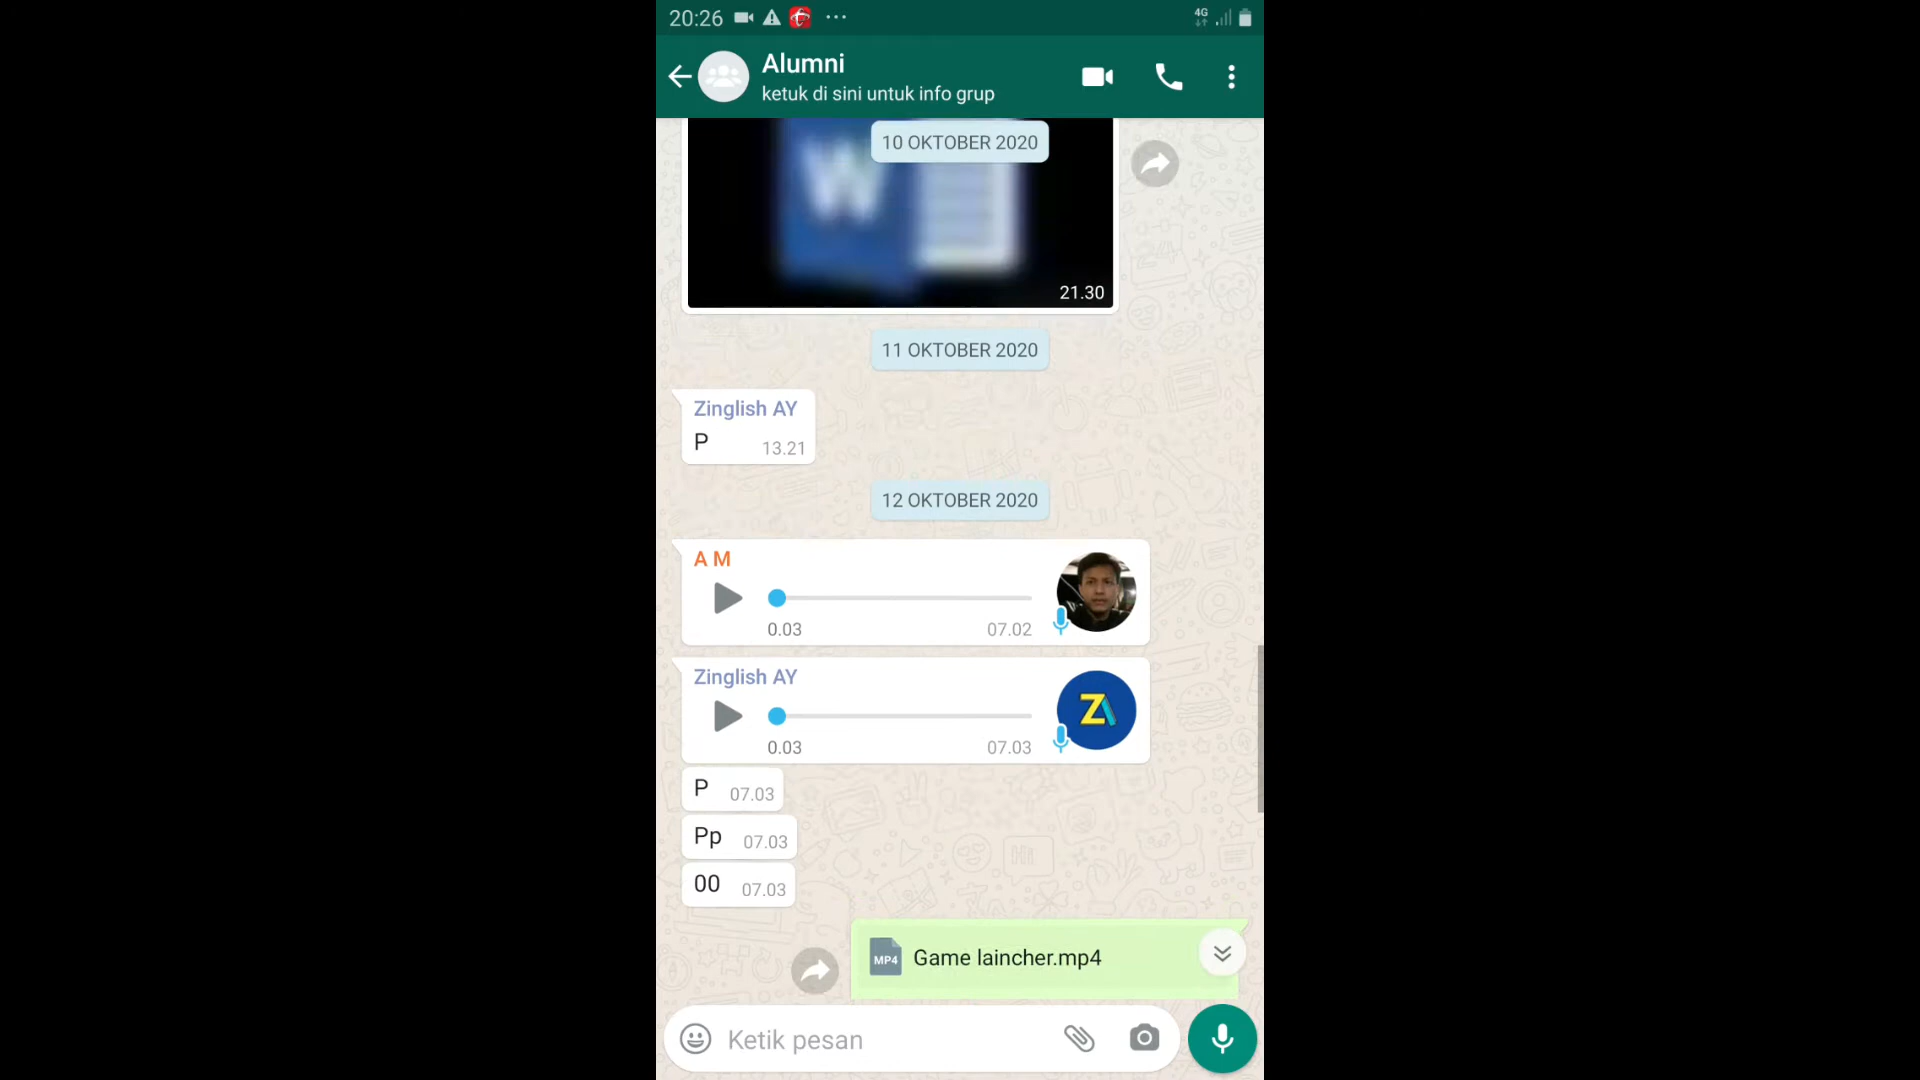 20:26
4G
Alumni
ketuk di sini untuk info grup
10 OKTOBER 2020
W
21.30
11 OKTOBER 2020
Zinglish AY
P 13.21
12 OKTOBER 2020
A M
0.03 07.02
Zinglish AY
ZA
0.03 07.03
P 07.03
Pp 07.03
00 07.03
MP4 Game laincher.mp4
Ketik pesan